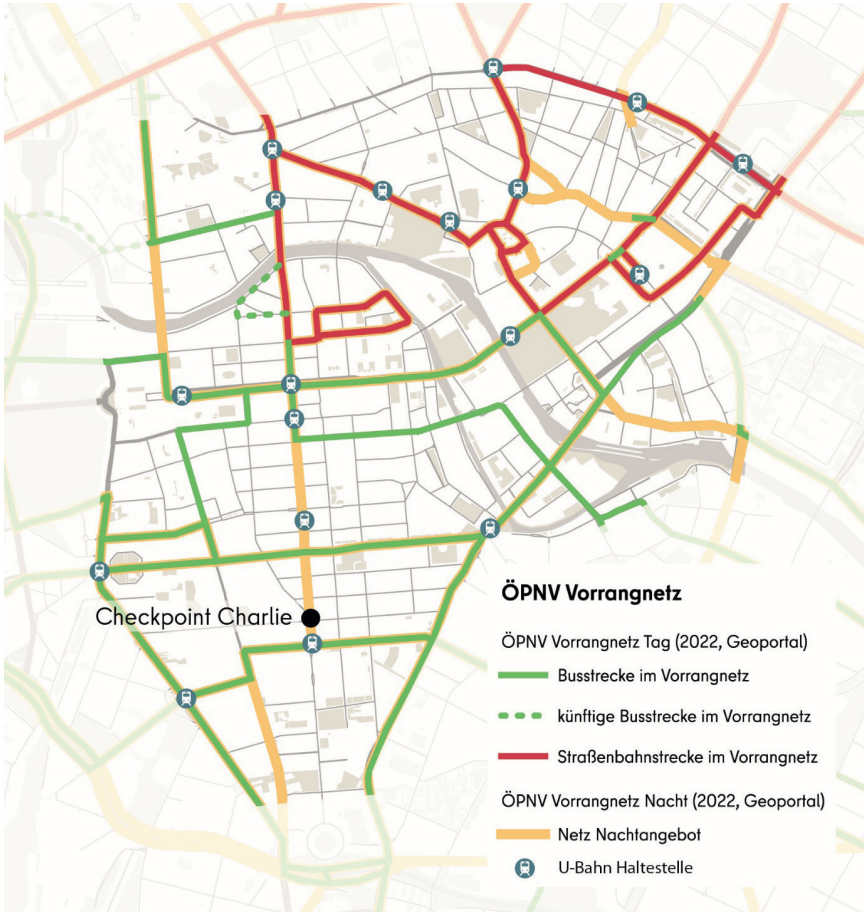 Checkpoint Charlie
ÖPNV Vorrangnetz
ÖPNV Vorrangnetz Tag (2022, Geoportal)
Busstrecke im Vorrangnetz
künftige Busstrecke im Vorrangnetz
Straßenbahnstrecke im Vorrangnetz
ÖPNV Vorrangnetz Nacht (2022, Geoportal)
Netz Nachtangebot
U-Bahn Haltestelle